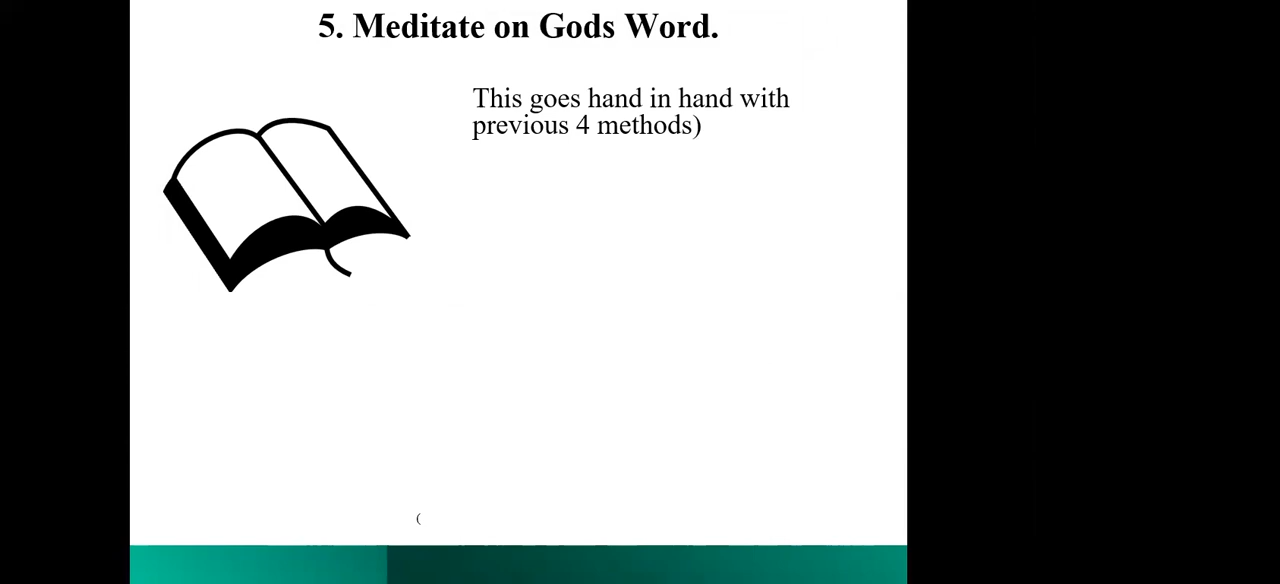 5. Meditate on Gods Word.
This goes hand in hand with
previous 4 methods)
(